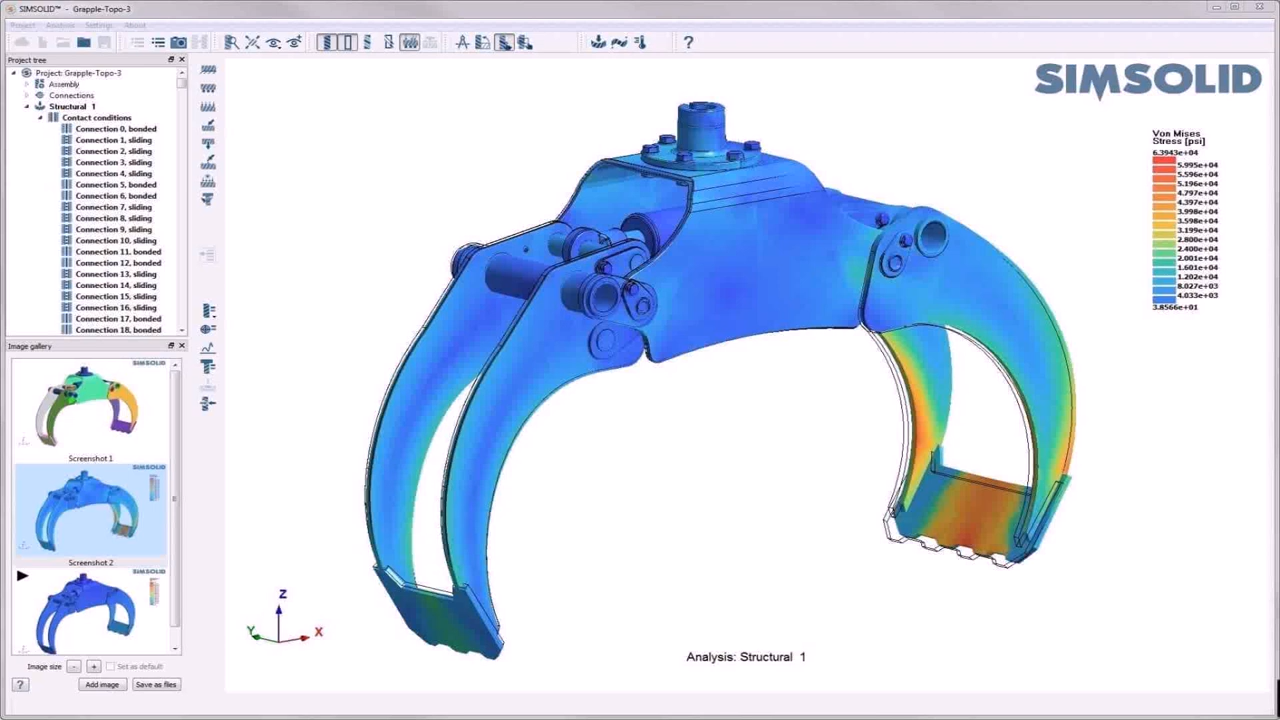 SIMSOLID™ - Grapple-Topo-3
Project Analysis Settings About
Project tree
Project: Grapple-Topo-3
Assembly
Connections
Structural 1
Contact conditions
Connection 0, bonded
Connection 1, sliding
Connection 2, sliding
Connection 3, sliding
Connection 4, sliding
Connection 5, bonded
Connection 6, bonded
Connection 7, sliding
Connection 8, sliding
Connection 9, sliding
Connection 10, sliding
Connection 11, bonded
Connection 12, bonded
Connection 13, sliding
Connection 14, sliding
Connection 15, sliding
Connection 16, sliding
Connection 17, bonded
Connection 18, bonded
Image gallery
SIMSOLID
Screenshot 1
SIMSOLID
Screenshot 2
SIMSOLID
Image size - + Set as default
? Add image Save as files
SIMSOLID
Von Mises
Stress [psi]
6.3943e+04
5.995e+04
5.596e+04
5.196e+04
4.797e+04
4.397e+04
3.998e+04
3.598e+04
3.199e+04
2.800e+04
2.400e+04
2.001e+04
1.601e+04
1.202e+04
8.027e+03
4.033e+03
3.8566e+01
Z
Y
X
Analysis: Structural 1